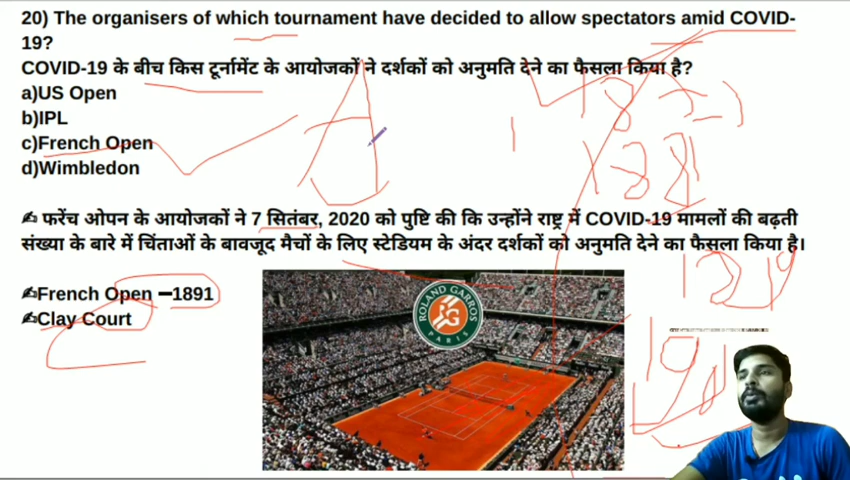 20) The organisers of which tournament have decided to allow spectators amid COVID-
19?
COVID-19 के बीच किस टूर्नामेंट के आयोजकों ने दर्शकों को अनुमति देने का फैसला किया है?
a)US Open
b)IPL
c)French Open
d)Wimbledon
✍ फरेंच ओपन के आयोजकों ने 7 सितंबर, 2020 को पुष्टि की कि उन्होंने राष्ट्र में COVID-19 मामलों की बढ़ती
संख्या के बारे में चिंताओं के बावजूद मैचों के लिए स्टेडियम के अंदर दर्शकों को अनुमति देने का फैसला किया है।
✍French Open –1891
✍Clay Court
ROLAND GARROS
RG
PARIS